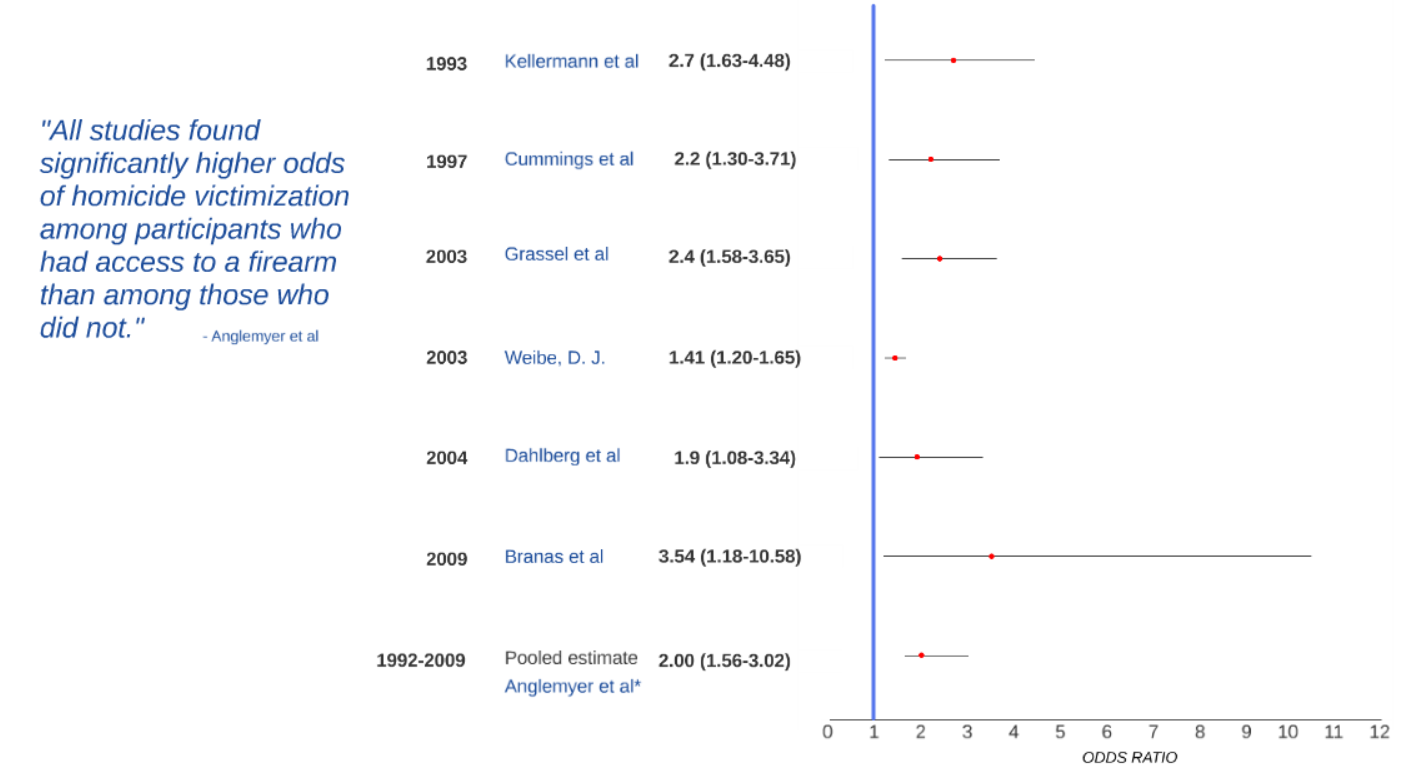 "All studies found
significantly higher odds
of homicide victimization
among participants who
had access to a firearm
than among those who
did not."
- Anglemyer et al
1993 Kellermann et al 2.7 (1.63-4.48)
1997 Cummings et al 2.2 (1.30-3.71)
2003 Grassel et al 2.4 (1.58-3.65)
2003 Weibe, D. J. 1.41 (1.20-1.65)
2004 Dahlberg et al 1.9 (1.08-3.34)
2009 Branas et al 3.54 (1.18-10.58)
1992-2009 Pooled estimate 2.00 (1.56-3.02)
Anglemyer et al*
0 1 2 3 4 5 6 7 8 9 10 11 12
ODDS RATIO